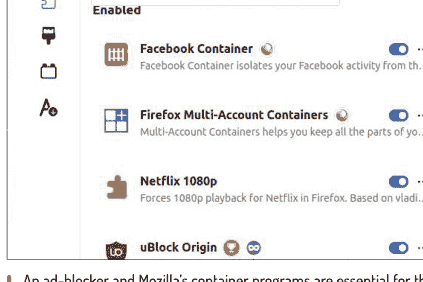 Enabled
Facebook Container
Facebook Container isolates your Facebook activity from th..
Firefox Multi-Account Containers
Multi-Account Containers helps you keep all the parts of yo...
Netflix 1080p
Forces 1080p playback for Netflix in Firefox. Based on vladi...
uBlock Origin
An ad-blocker and Mozilla's container programs are essential for